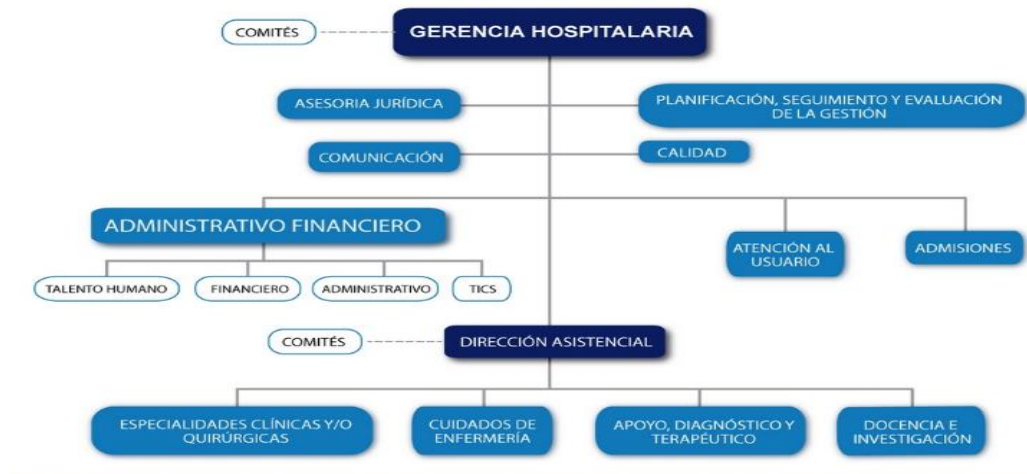 COMITÉS
GERENCIA HOSPITALARIA
ASESORIA JURÍDICA
PLANIFICACIÓN, SEGUIMIENTO Y EVALUACIÓN
DE LA GESTIÓN
COMUNICACIÓN
CALIDAD
ADMINISTRATIVO FINANCIERO
ATENCIÓN AL
USUARIO
ADMISIONES
TALENTO HUMANO
FINANCIERO
ADMINISTRATIVO
TICS
COMITÉS
DIRECCIÓN ASISTENCIAL
ESPECIALIDADES CLÍNICAS Y/O
QUIRÚRGICAS
CUIDADOS DE
ENFERMERÍA
APOYO, DIAGNÓSTICO Y
TERAPÉUTICO
DOCENCIA E
INVESTIGACIÓN